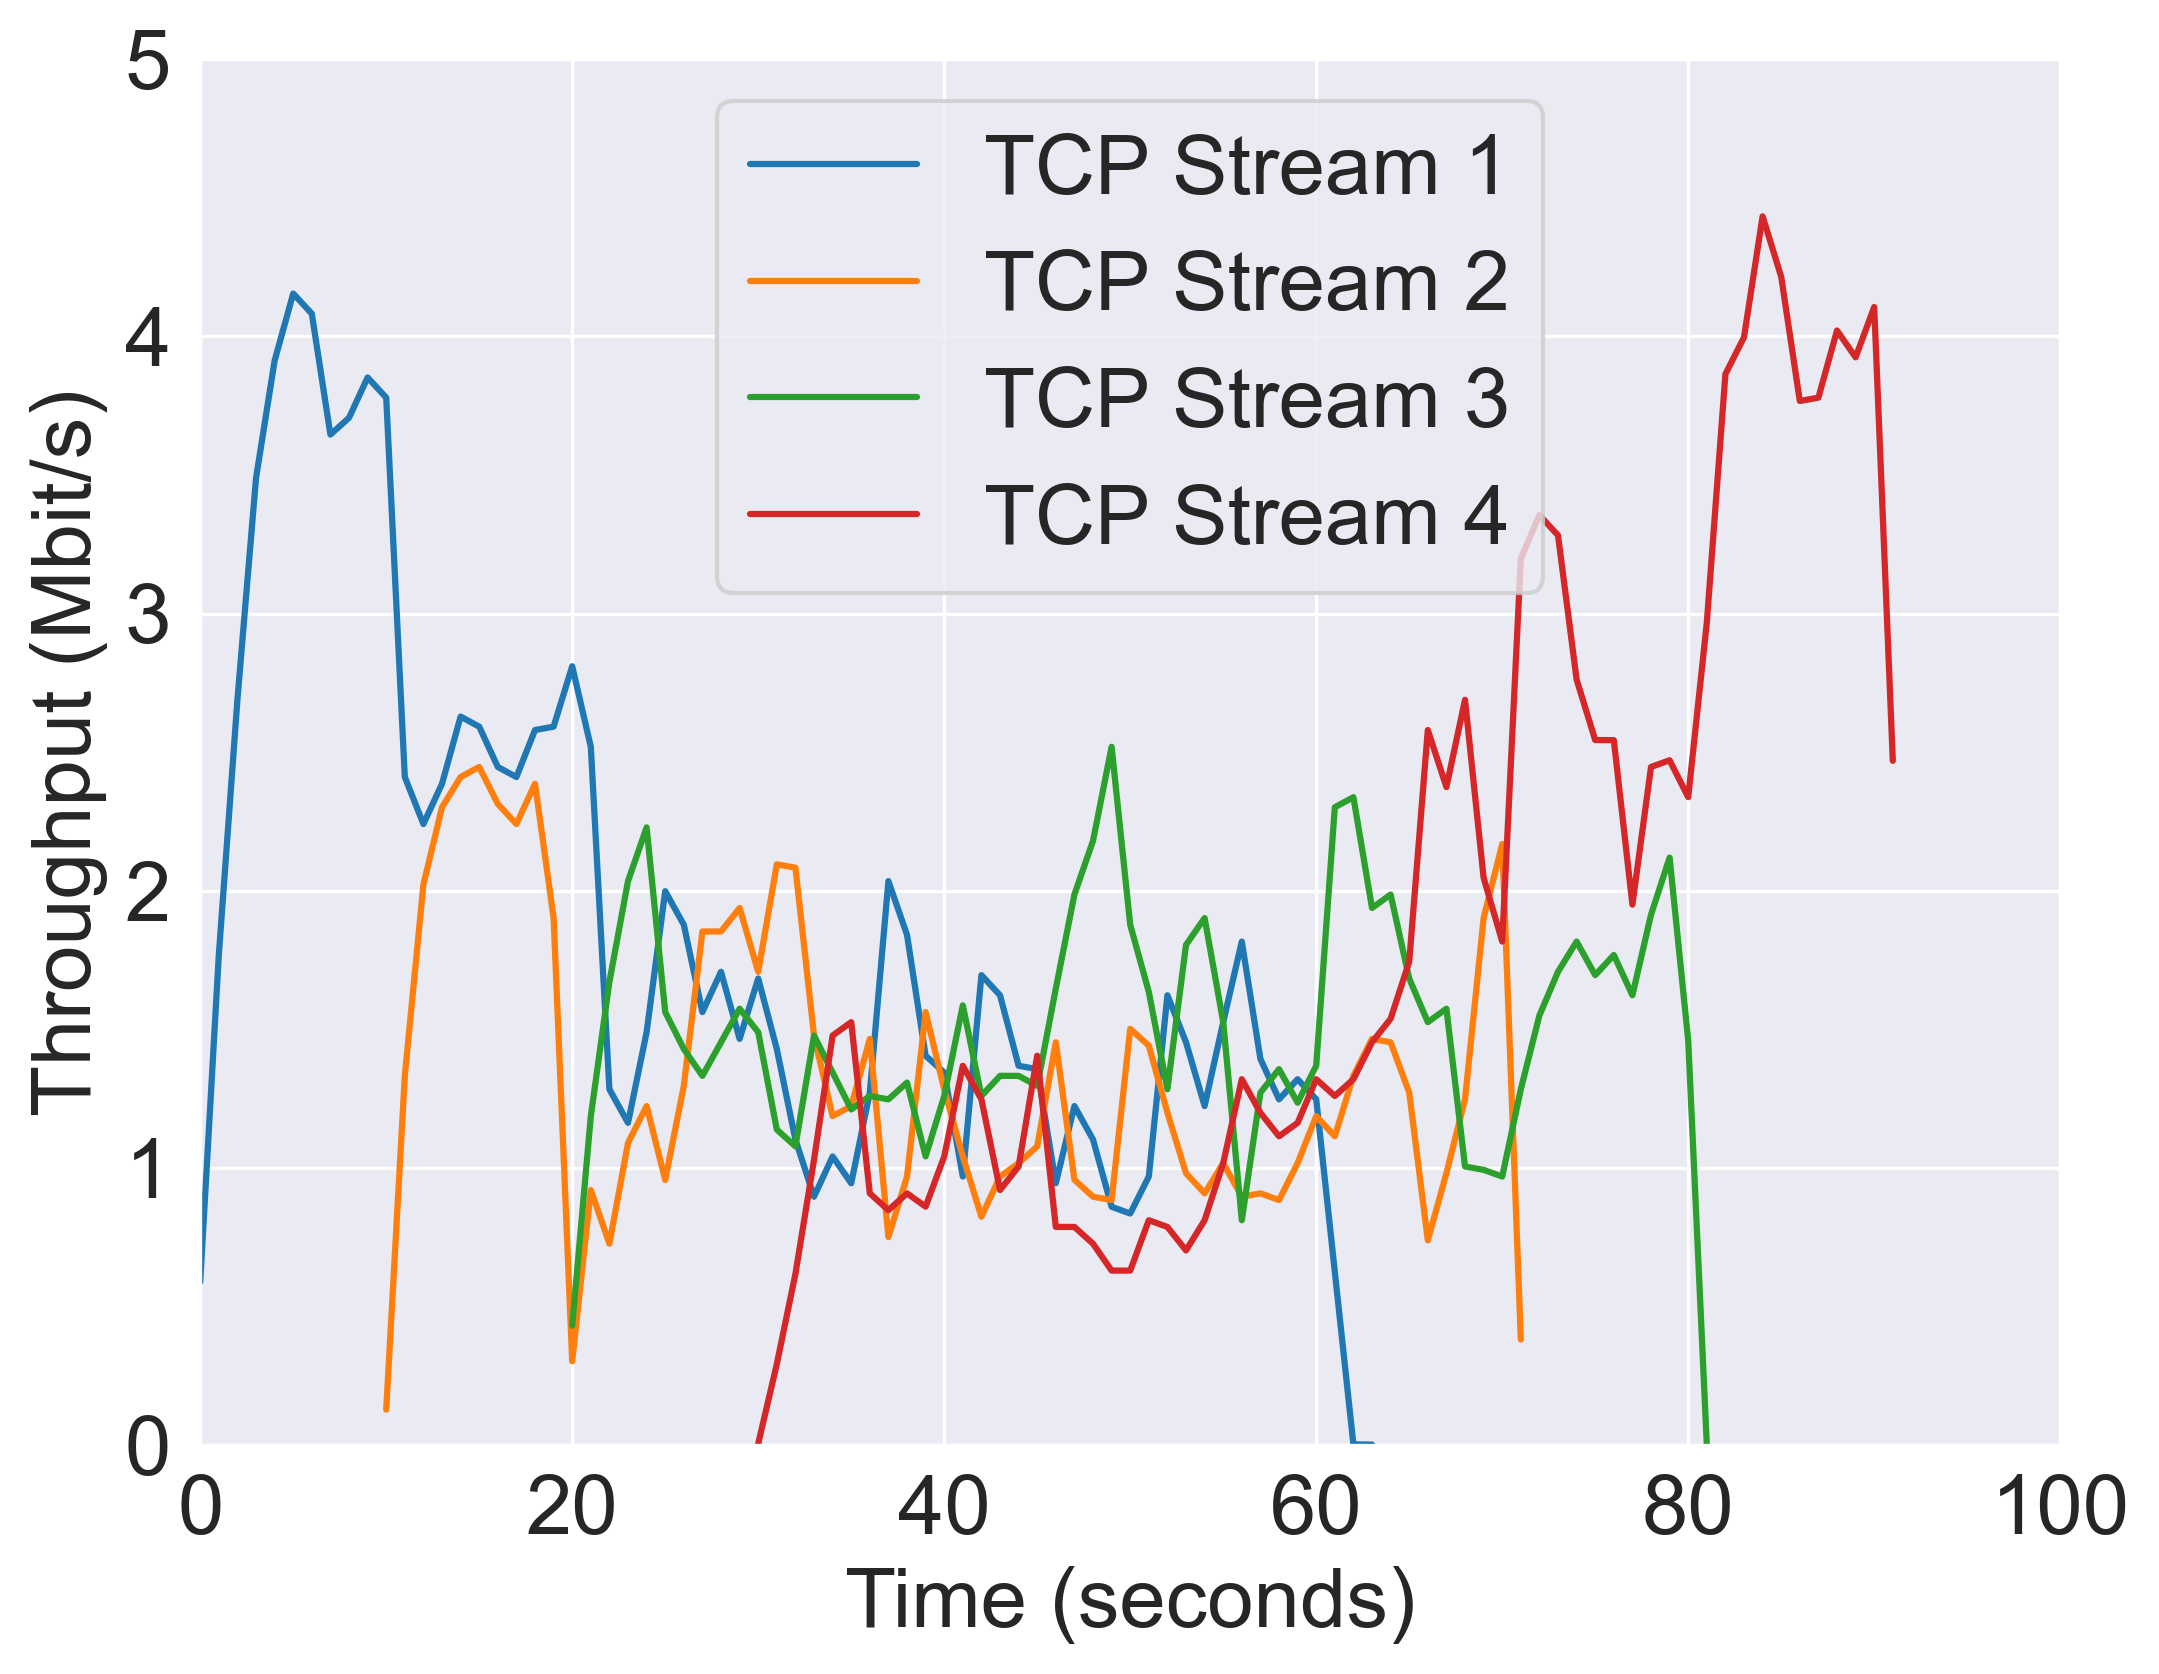 Throughput (Mbit/s)
5
4
3
2
1
0
TCP Stream 1
TCP Stream 2
TCP Stream 3
TCP Stream 4
0 20 40 60 80 100
Time (seconds)